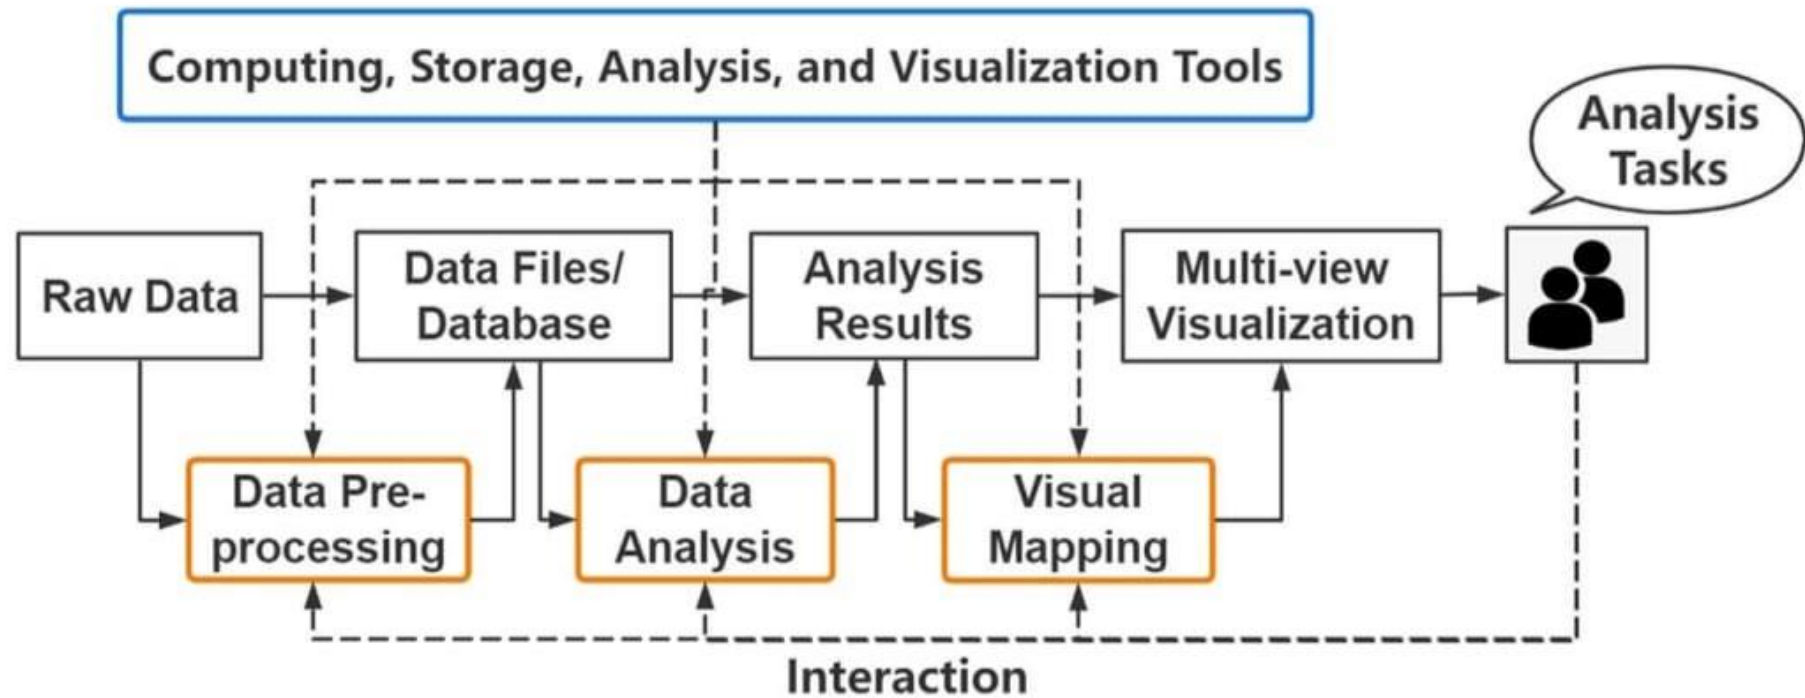 Computing, Storage, Analysis, and Visualization Tools
Analysis
Tasks
Raw Data
Data Files/
Database
Analysis
Results
Multi-view
Visualization
Data Pre-
processing
Data
Analysis
Visual
Mapping
Interaction